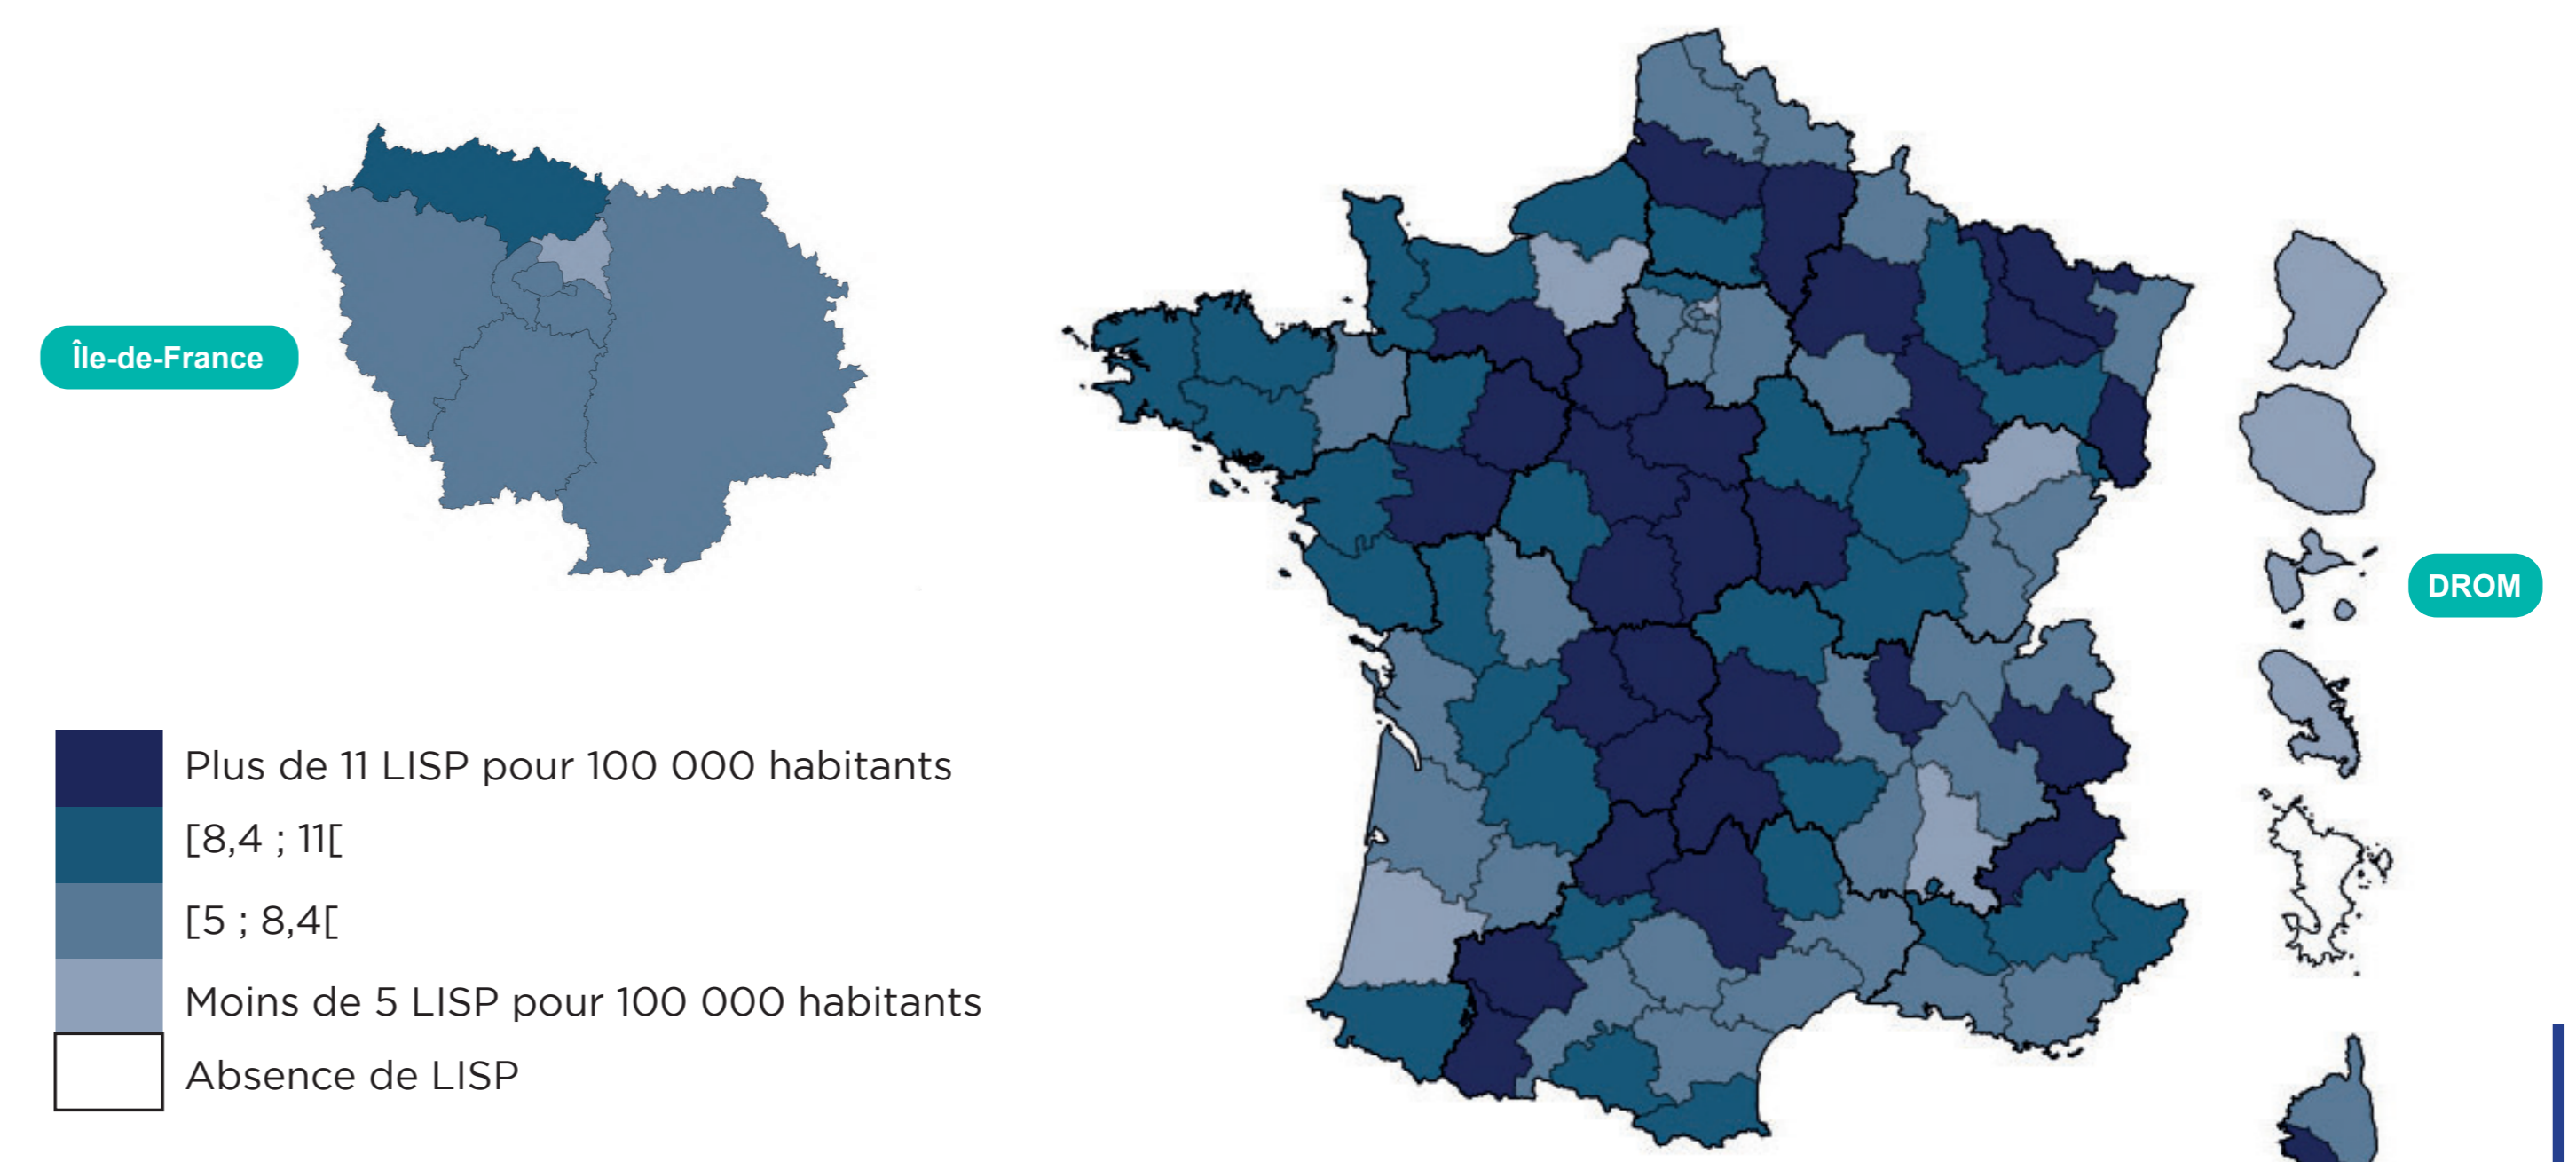 Île-de-France
DROM
Plus de 11 LISP pour 100 000 habitants
[8,4 ; 11[
[5 ; 8,4[
Moins de 5 LISP pour 100 000 habitants
Absence de LISP